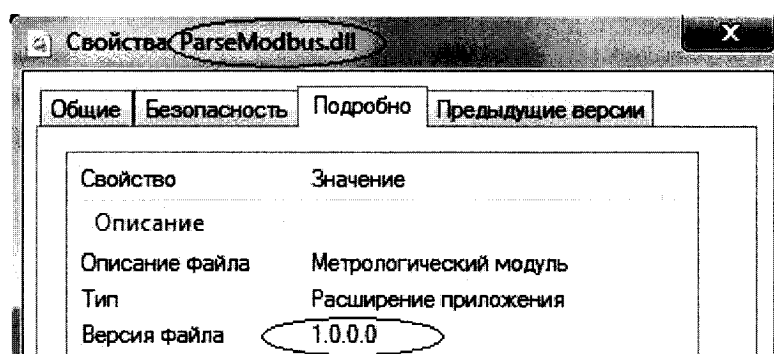 Свойства: ParseModbus.dll
X
Общие Безопасность Подробно Предыдущие версии
Свойство Значение
Описание
Описание файла Метрологический модуль
Тип Расширение приложения
Версия файла 1.0.0.0